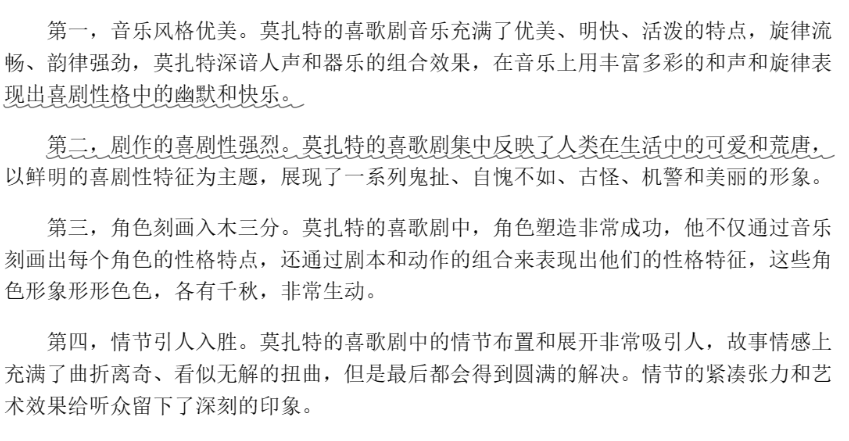 第一，音乐风格优美。莫扎特的喜歌剧音乐充满了优美、明快、活泼的特点，旋律流
畅、韵律强劲，莫扎特深谙人声和器乐的组合效果，在音乐上用丰富多彩的和声和旋律表
现出喜剧性格中的幽默和快乐。
第二，剧作的喜剧性强烈。莫扎特的喜歌剧集中反映了人类在生活中的可爱和荒唐，
以鲜明的喜剧性特征为主题，展现了一系列鬼扯、自愧不如、古怪、机警和美丽的形象。
第三，角色刻画入木三分。莫扎特的喜歌剧中，角色塑造非常成功，他不仅通过音乐
刻画出每个角色的性格特点，还通过剧本和动作的组合来表现出他们的性格特征，这些角
色形象形形色色，各有千秋，非常生动。
第四，情节引人入胜。莫扎特的喜歌剧中的情节布置和展开非常吸引人，故事情感上
充满了曲折离奇、看似无解的扭曲，但是最后都会得到圆满的解决。情节的紧凑张力和艺
术效果给听众留下了深刻的印象。